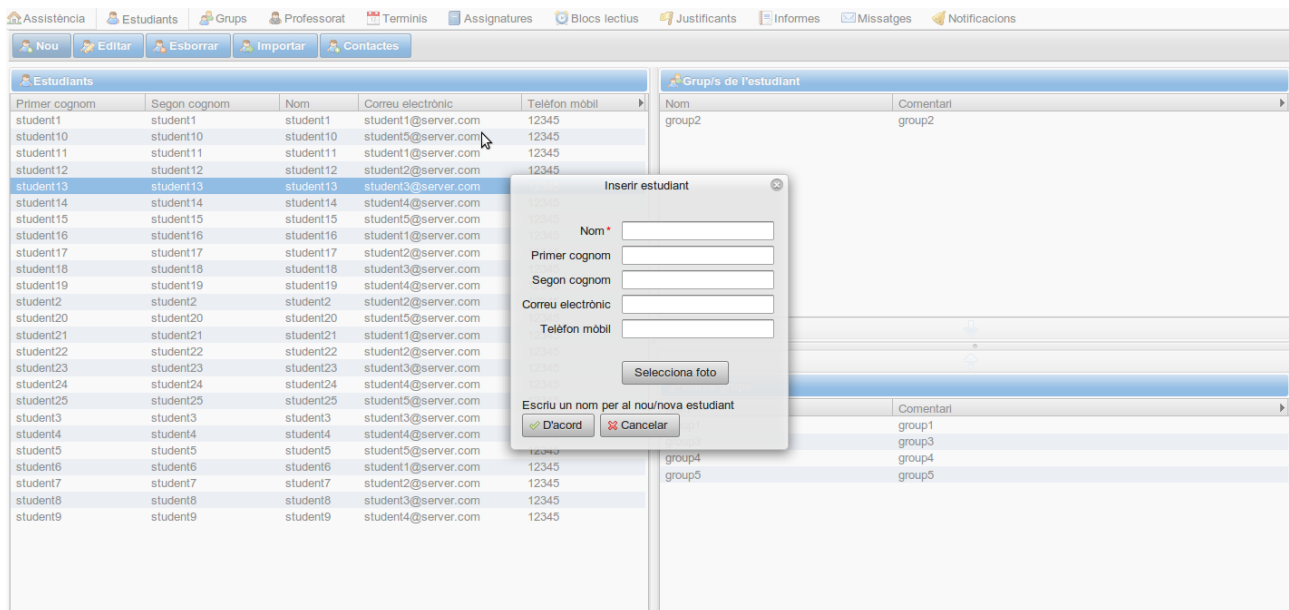 Assistència Estudiants Grups Professorat Terminis Assignatures Blocs lectius Justificants Informes Missatges Notificacions
Nou Editar Esborrar Importar Contactes
Estudiants
Primer cognom Segon cognom Nom Correu electrònic Telèfon mòbil
student1 student1 student1 student1@server.com 12345
student10 student10 student10 student5@server.com 12345
student11 student11 student11 student1@server.com 12345
student12 student12 student12 student2@server.com 12345
student13 student13 student13 student3@server.com
student14 student14 student14 student4@server.com
student15 student15 student15 student5@server.com
student16 student16 student16 student1@server.com
student17 student17 student17 student2@server.com
student18 student18 student18 student3@server.com
student19 student19 student19 student4@server.com
student2 student2 student2 student2@server.com
student20 student20 student20 student5@server.com
student21 student21 student21 student1@server.com
student22 student22 student22 student2@server.com
student23 student23 student23 student3@server.com
student24 student24 student24 student4@server.com
student25 student25 student25 student5@server.com
student3 student3 student3 student3@server.com
student4 student4 student4 student4@server.com
student5 student5 student5 student5@server.com 12345
student6 student6 student6 student1@server.com 12345
student7 student7 student7 student2@server.com 12345
student8 student8 student8 student3@server.com 12345
student9 student9 student9 student4@server.com 12345
Grup/s de l'estudiant
Nom Comentari
group2 group2
Comentari
group1
group3
group4 group4
group5 group5
Inserir estudiant
Nom*
Primer cognom
Segon cognom
Correu electrònic
Telèfon mòbil
Selecciona foto
Escriu un nom per al nou/nova estudiant
D'acord Cancelar